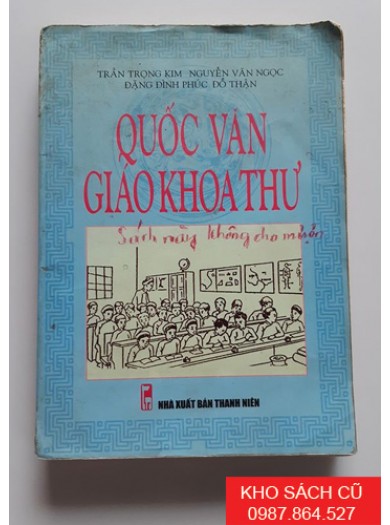 TRẦN TRỌNG KIM NGUYỄN VĂN NGỌC
ĐẶNG ĐÌNH PHÚC ĐỖ THẬN
QUỐC VĂN
GIÁO KHOA THƯ
Sách này không cho mượn
NHÀ XUẤT BẢN THANH NIÊN
KHO SÁCH CŨ
0987.864.527